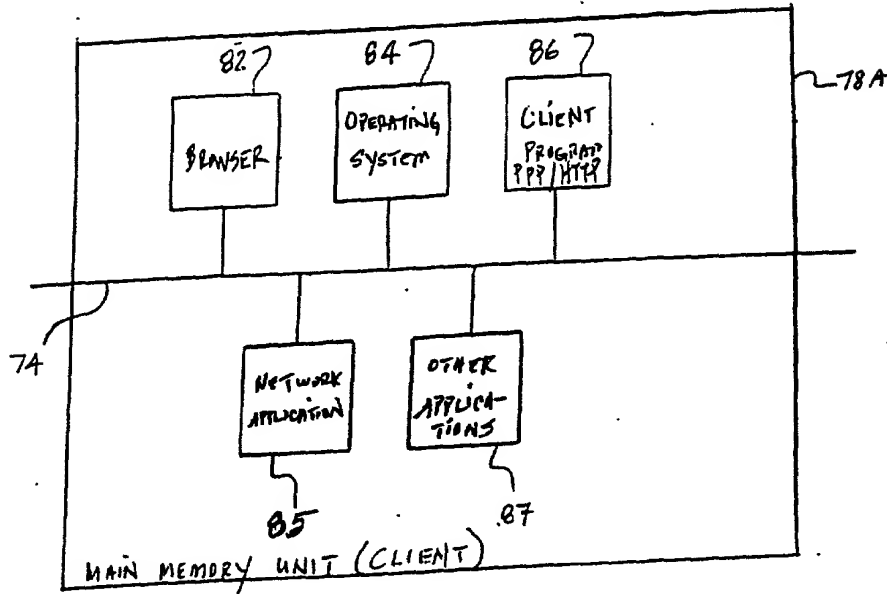 82
84
86
78A
BROWSER
OPERATING
SYSTEM
CLIENT
PROGRAM
PPP/HTTP
74
NETWORK
APPLICATION
OTHER
APPLICA-
TIONS
85
87
MAIN MEMORY UNIT (CLIENT)